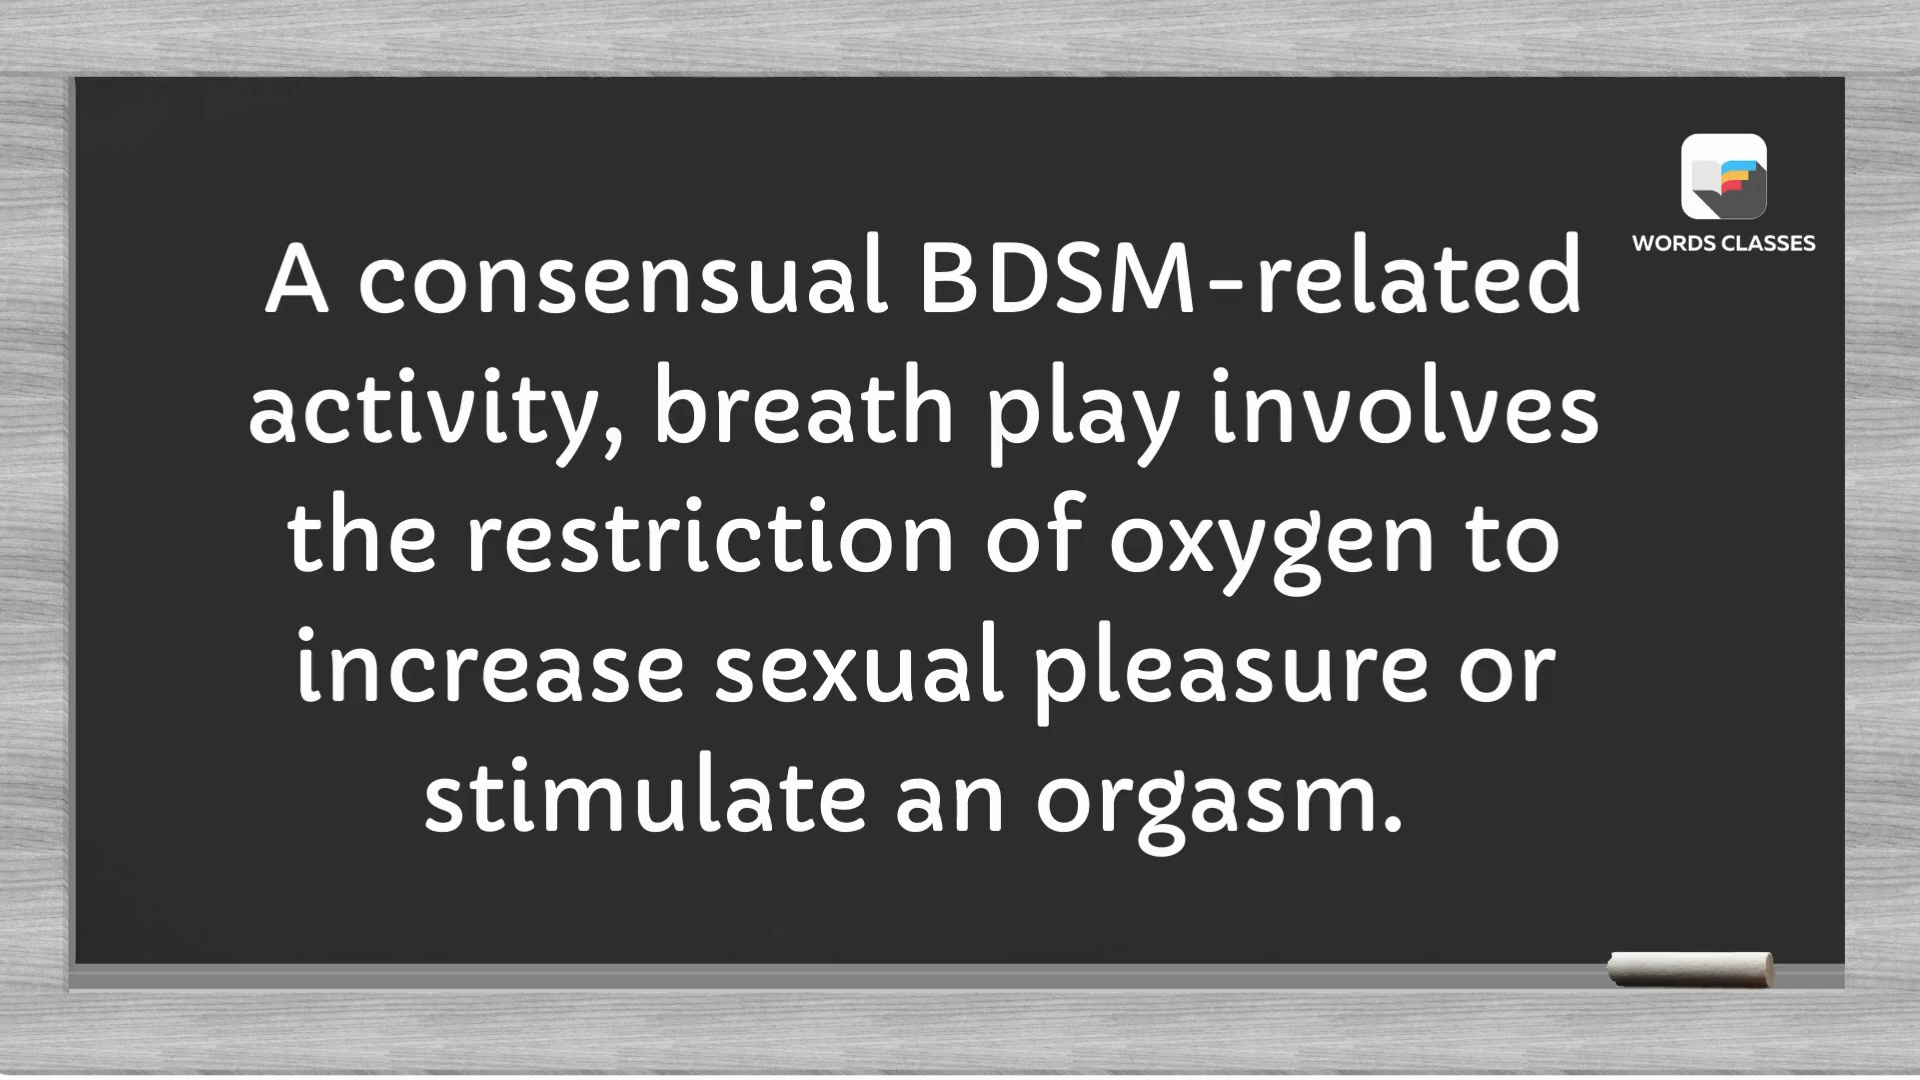 WORDS CLASSES
A consensual BDSM-related
activity, breath play involves
the restriction of oxygen to
increase sexual pleasure or
stimulate an orgasm.